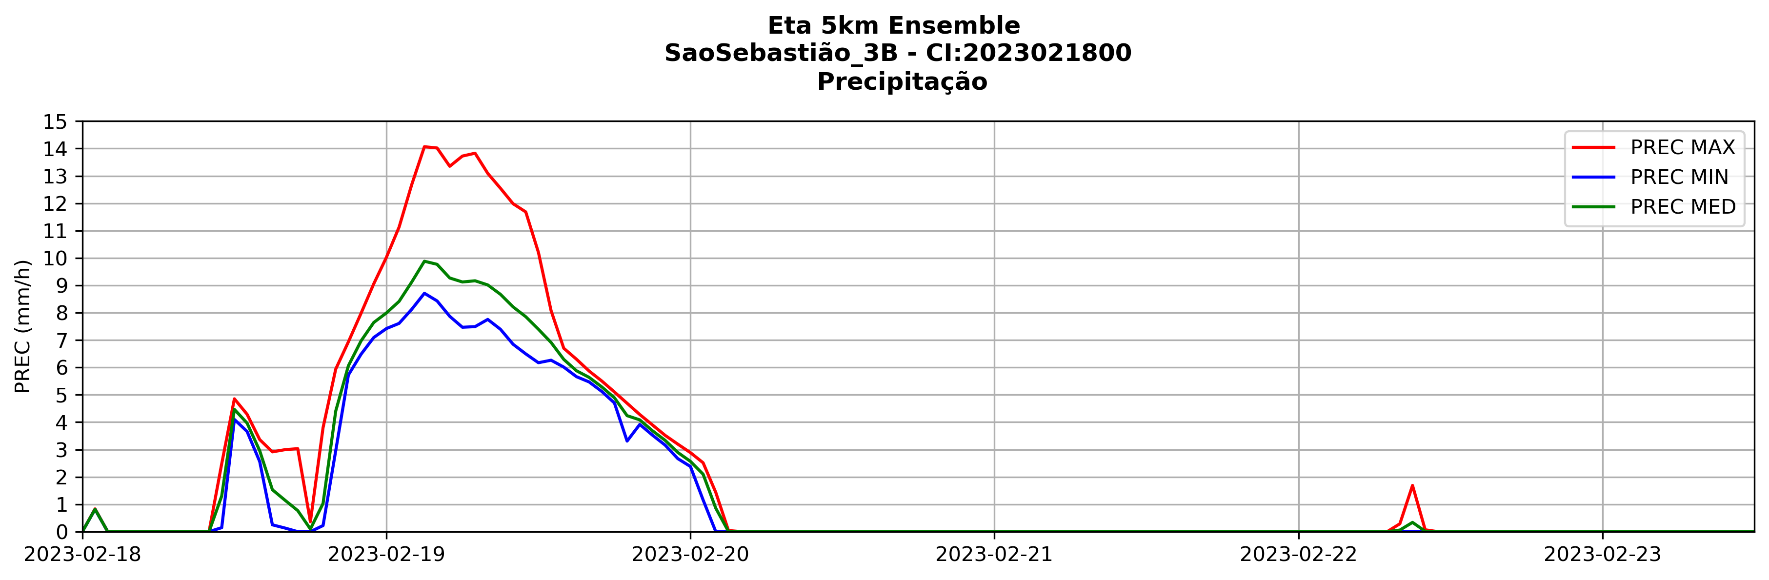 Eta 5km Ensemble
SaoSebastião_3B - CI:2023021800
Precipitação
PREC (mm/h)
15
14
13
12
11
10
9
8
7
6
5
4
3
2
1
0
PREC MAX
PREC MIN
PREC MED
2023-02-18 2023-02-19 2023-02-20 2023-02-21 2023-02-22 2023-02-23